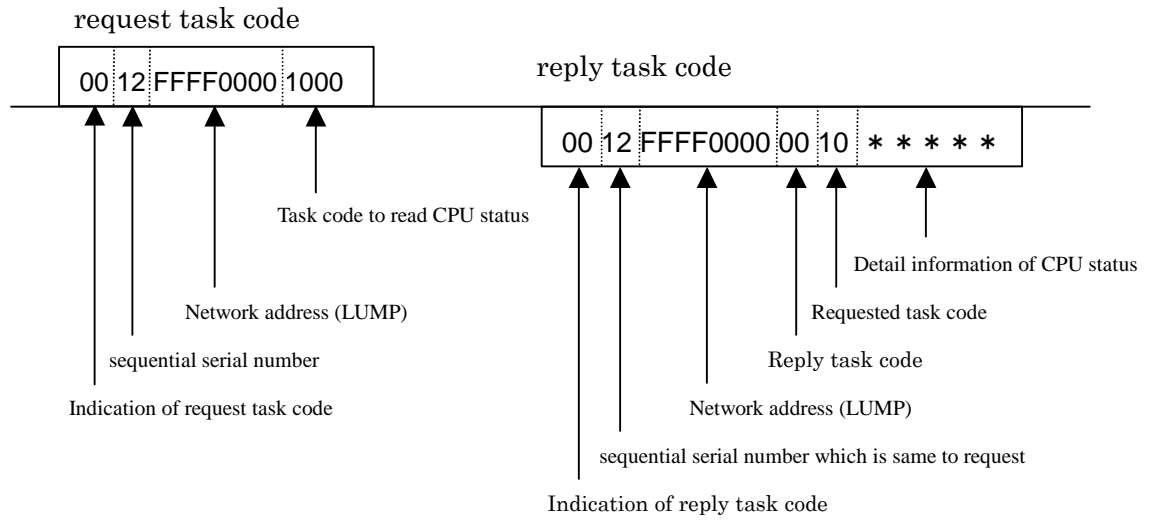 request task code
00 12 FFFF0000 1000
Task code to read CPU status
Network address (LUMP)
sequential serial number
Indication of request task code
reply task code
00 12 FFFF0000 00 10 * * * * *
Detail information of CPU status
Requested task code
Reply task code
Network address (LUMP)
sequential serial number which is same to request
Indication of reply task code